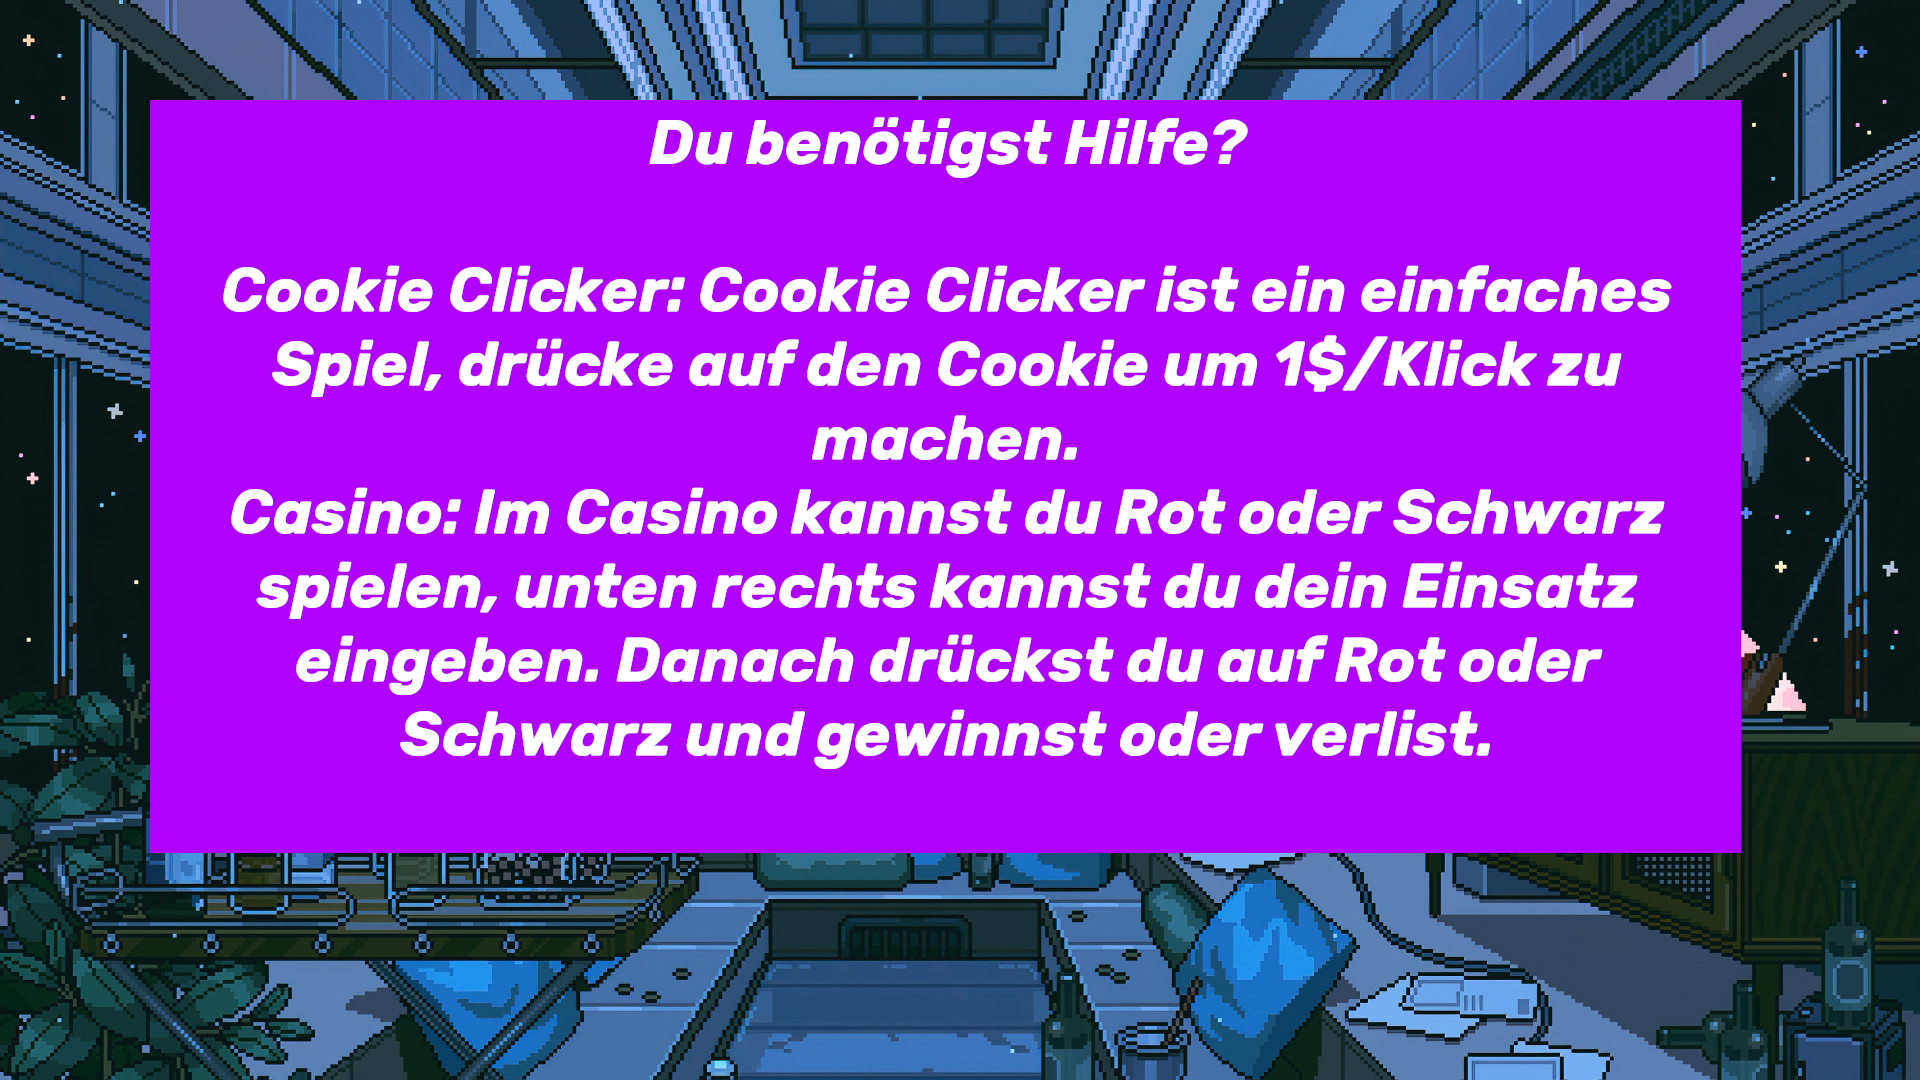 Du benötigst Hilfe?
Cookie Clicker: Cookie Clicker ist ein einfaches
Spiel, drücke auf den Cookie um 1$/Klick zu
machen.
Casino: Im Casino kannst du Rot oder Schwarz
spielen, unten rechts kannst du dein Einsatz
eingeben. Danach drückst du auf Rot oder
Schwarz und gewinnst oder verlist.